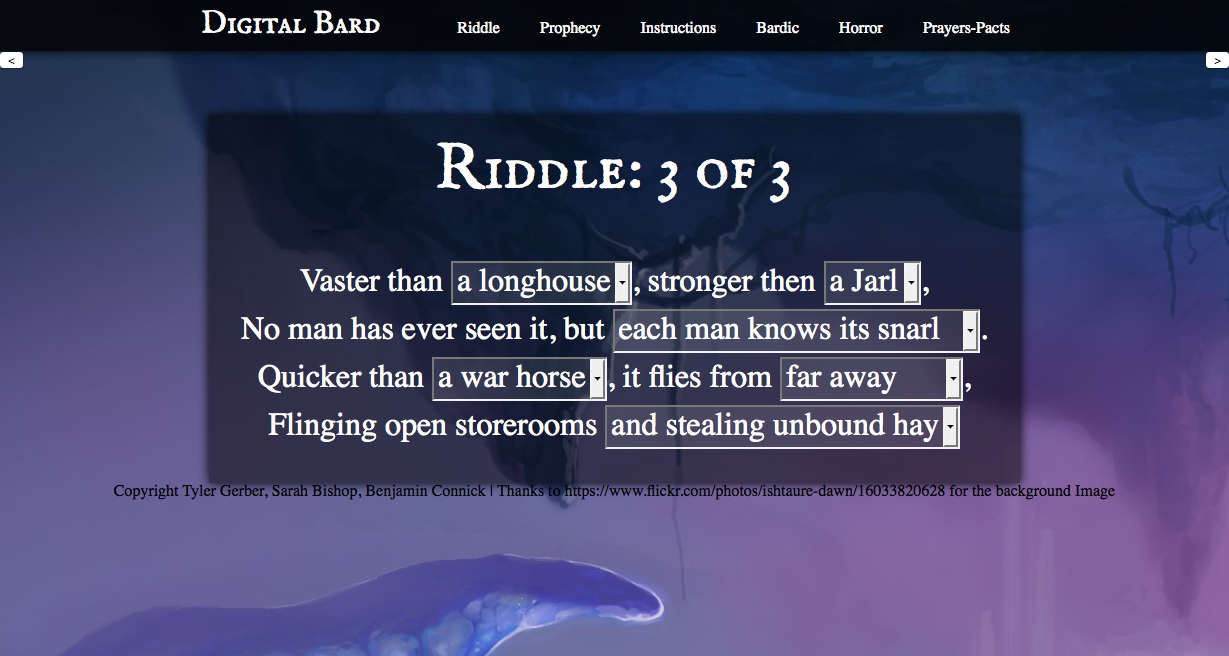 Digital Bard Riddle Prophecy Instructions Bardic Horror Prayers-Pacts
< >
Riddle: 3 of 3
Vaster than a longhouse, stronger then a Jarl,
No man has ever seen it, but each man knows its snarl.
Quicker than a war horse, it flies from far away,
Flinging open storerooms and stealing unbound hay
Copyright Tyler Gerber, Sarah Bishop, Benjamin Connick | Thanks to https://www.flickr.com/photos/ishtaure-dawn/16033820628 for the background Image